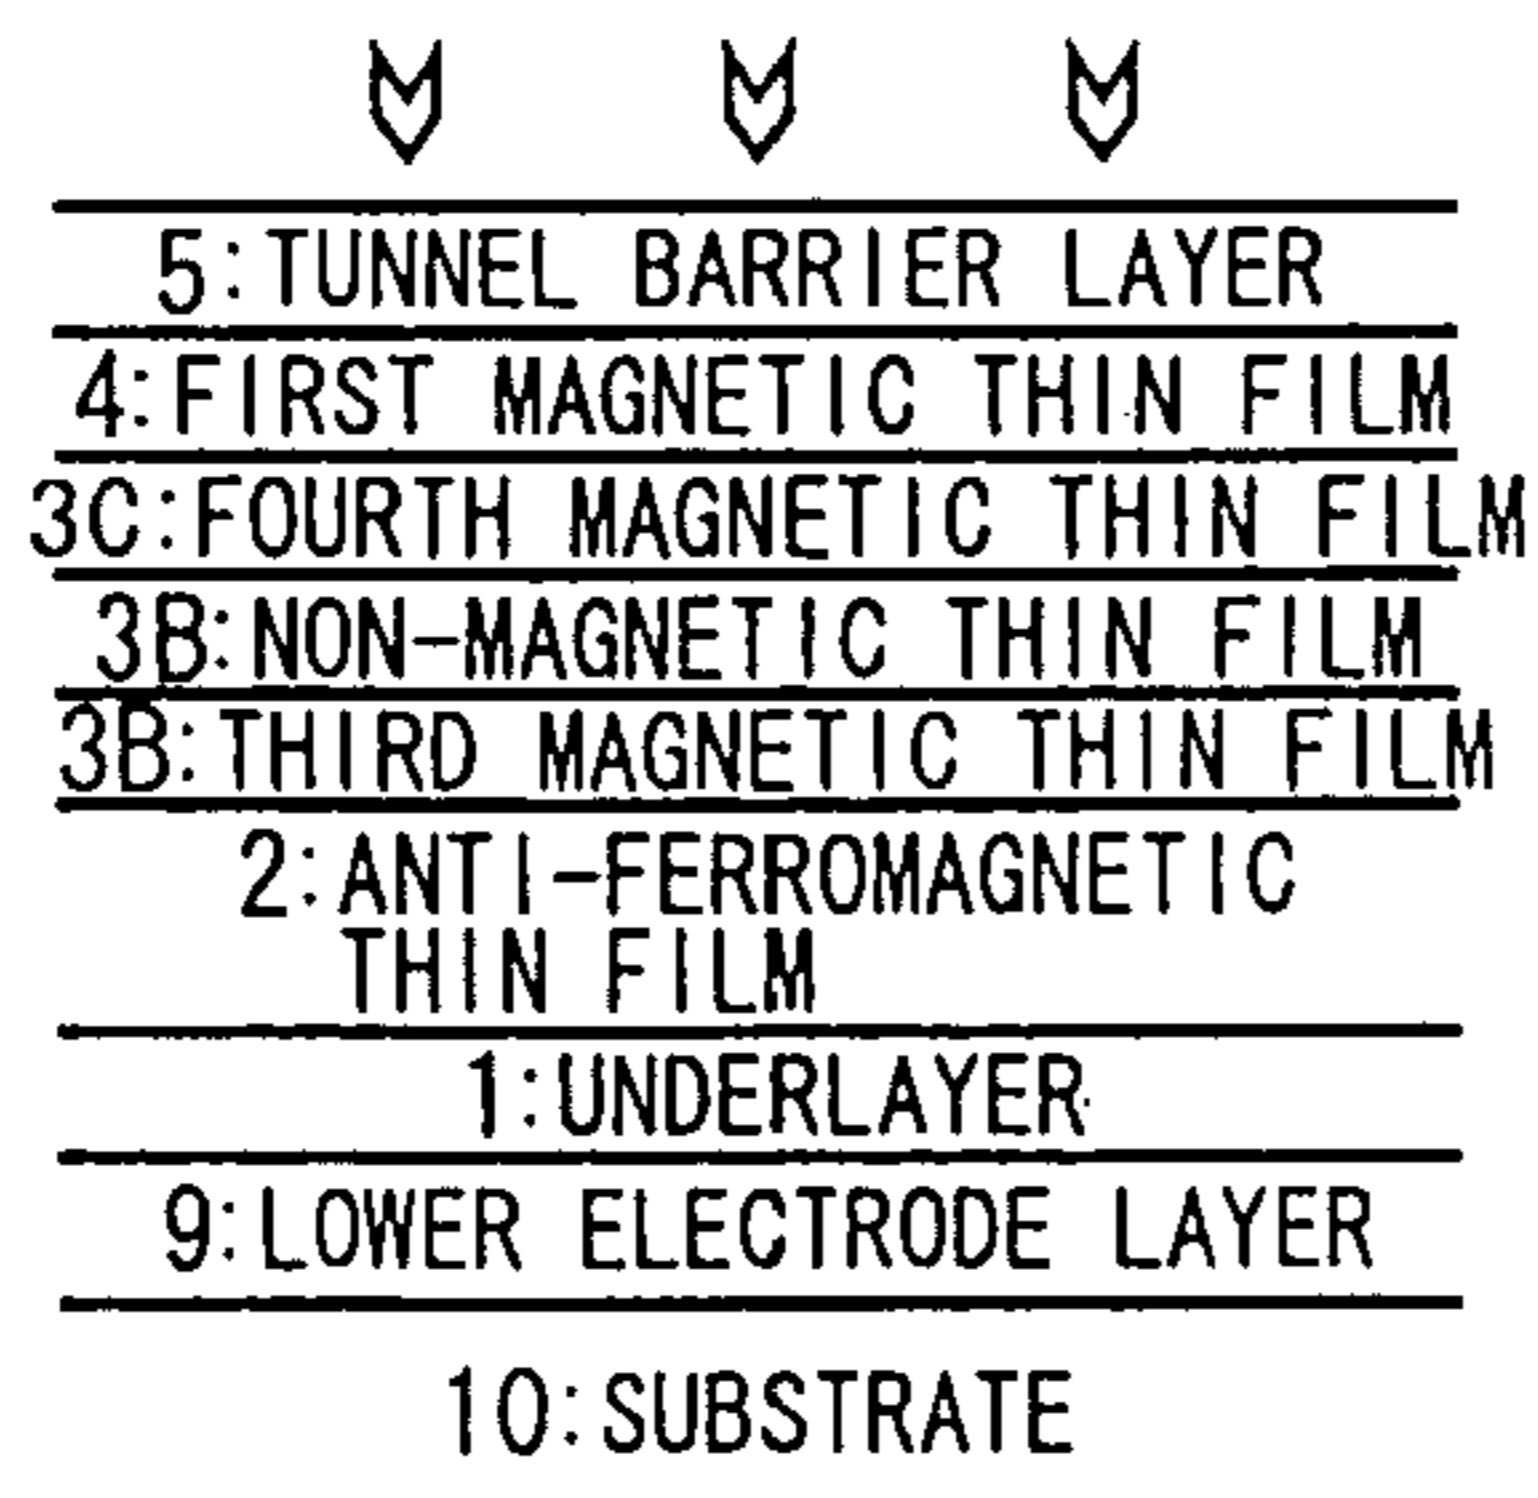 5:TUNNEL BARRIER LAYER
4:FIRST MAGNETIC THIN FILM
3C:FOURTH MAGNETIC THIN FILM
3B:NON-MAGNETIC THIN FILM
3B:THIRD MAGNETIC THIN FILM
2:ANTI-FERROMAGNETIC
THIN FILM
1:UNDERLAYER
9:LOWER ELECTRODE LAYER
10:SUBSTRATE